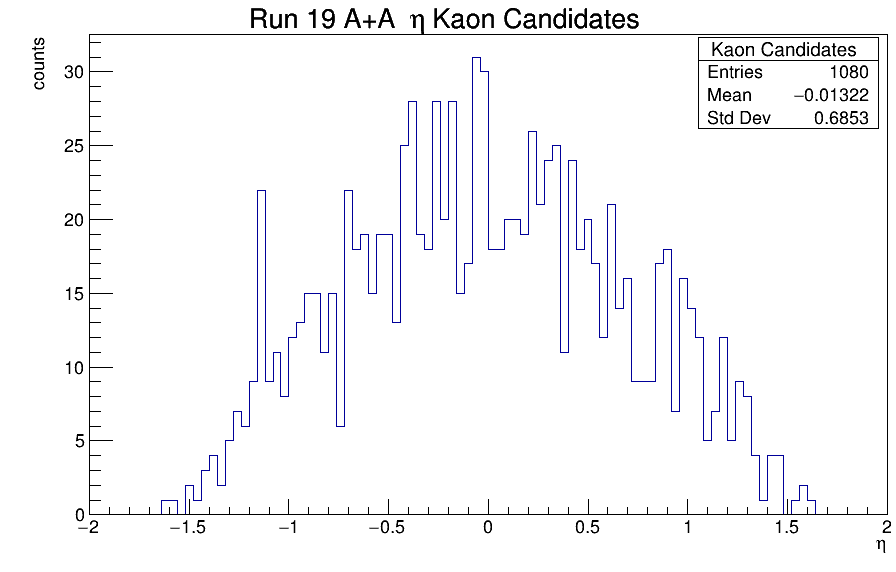 Run 19 A+A η Kaon Candidates
counts
Kaon Candidates
Entries 1080
Mean −0.01322
Std Dev 0.6853
30
25
20
15
10
5
0
−2 −1.5 −1 −0.5 0 0.5 1 1.5 2
η